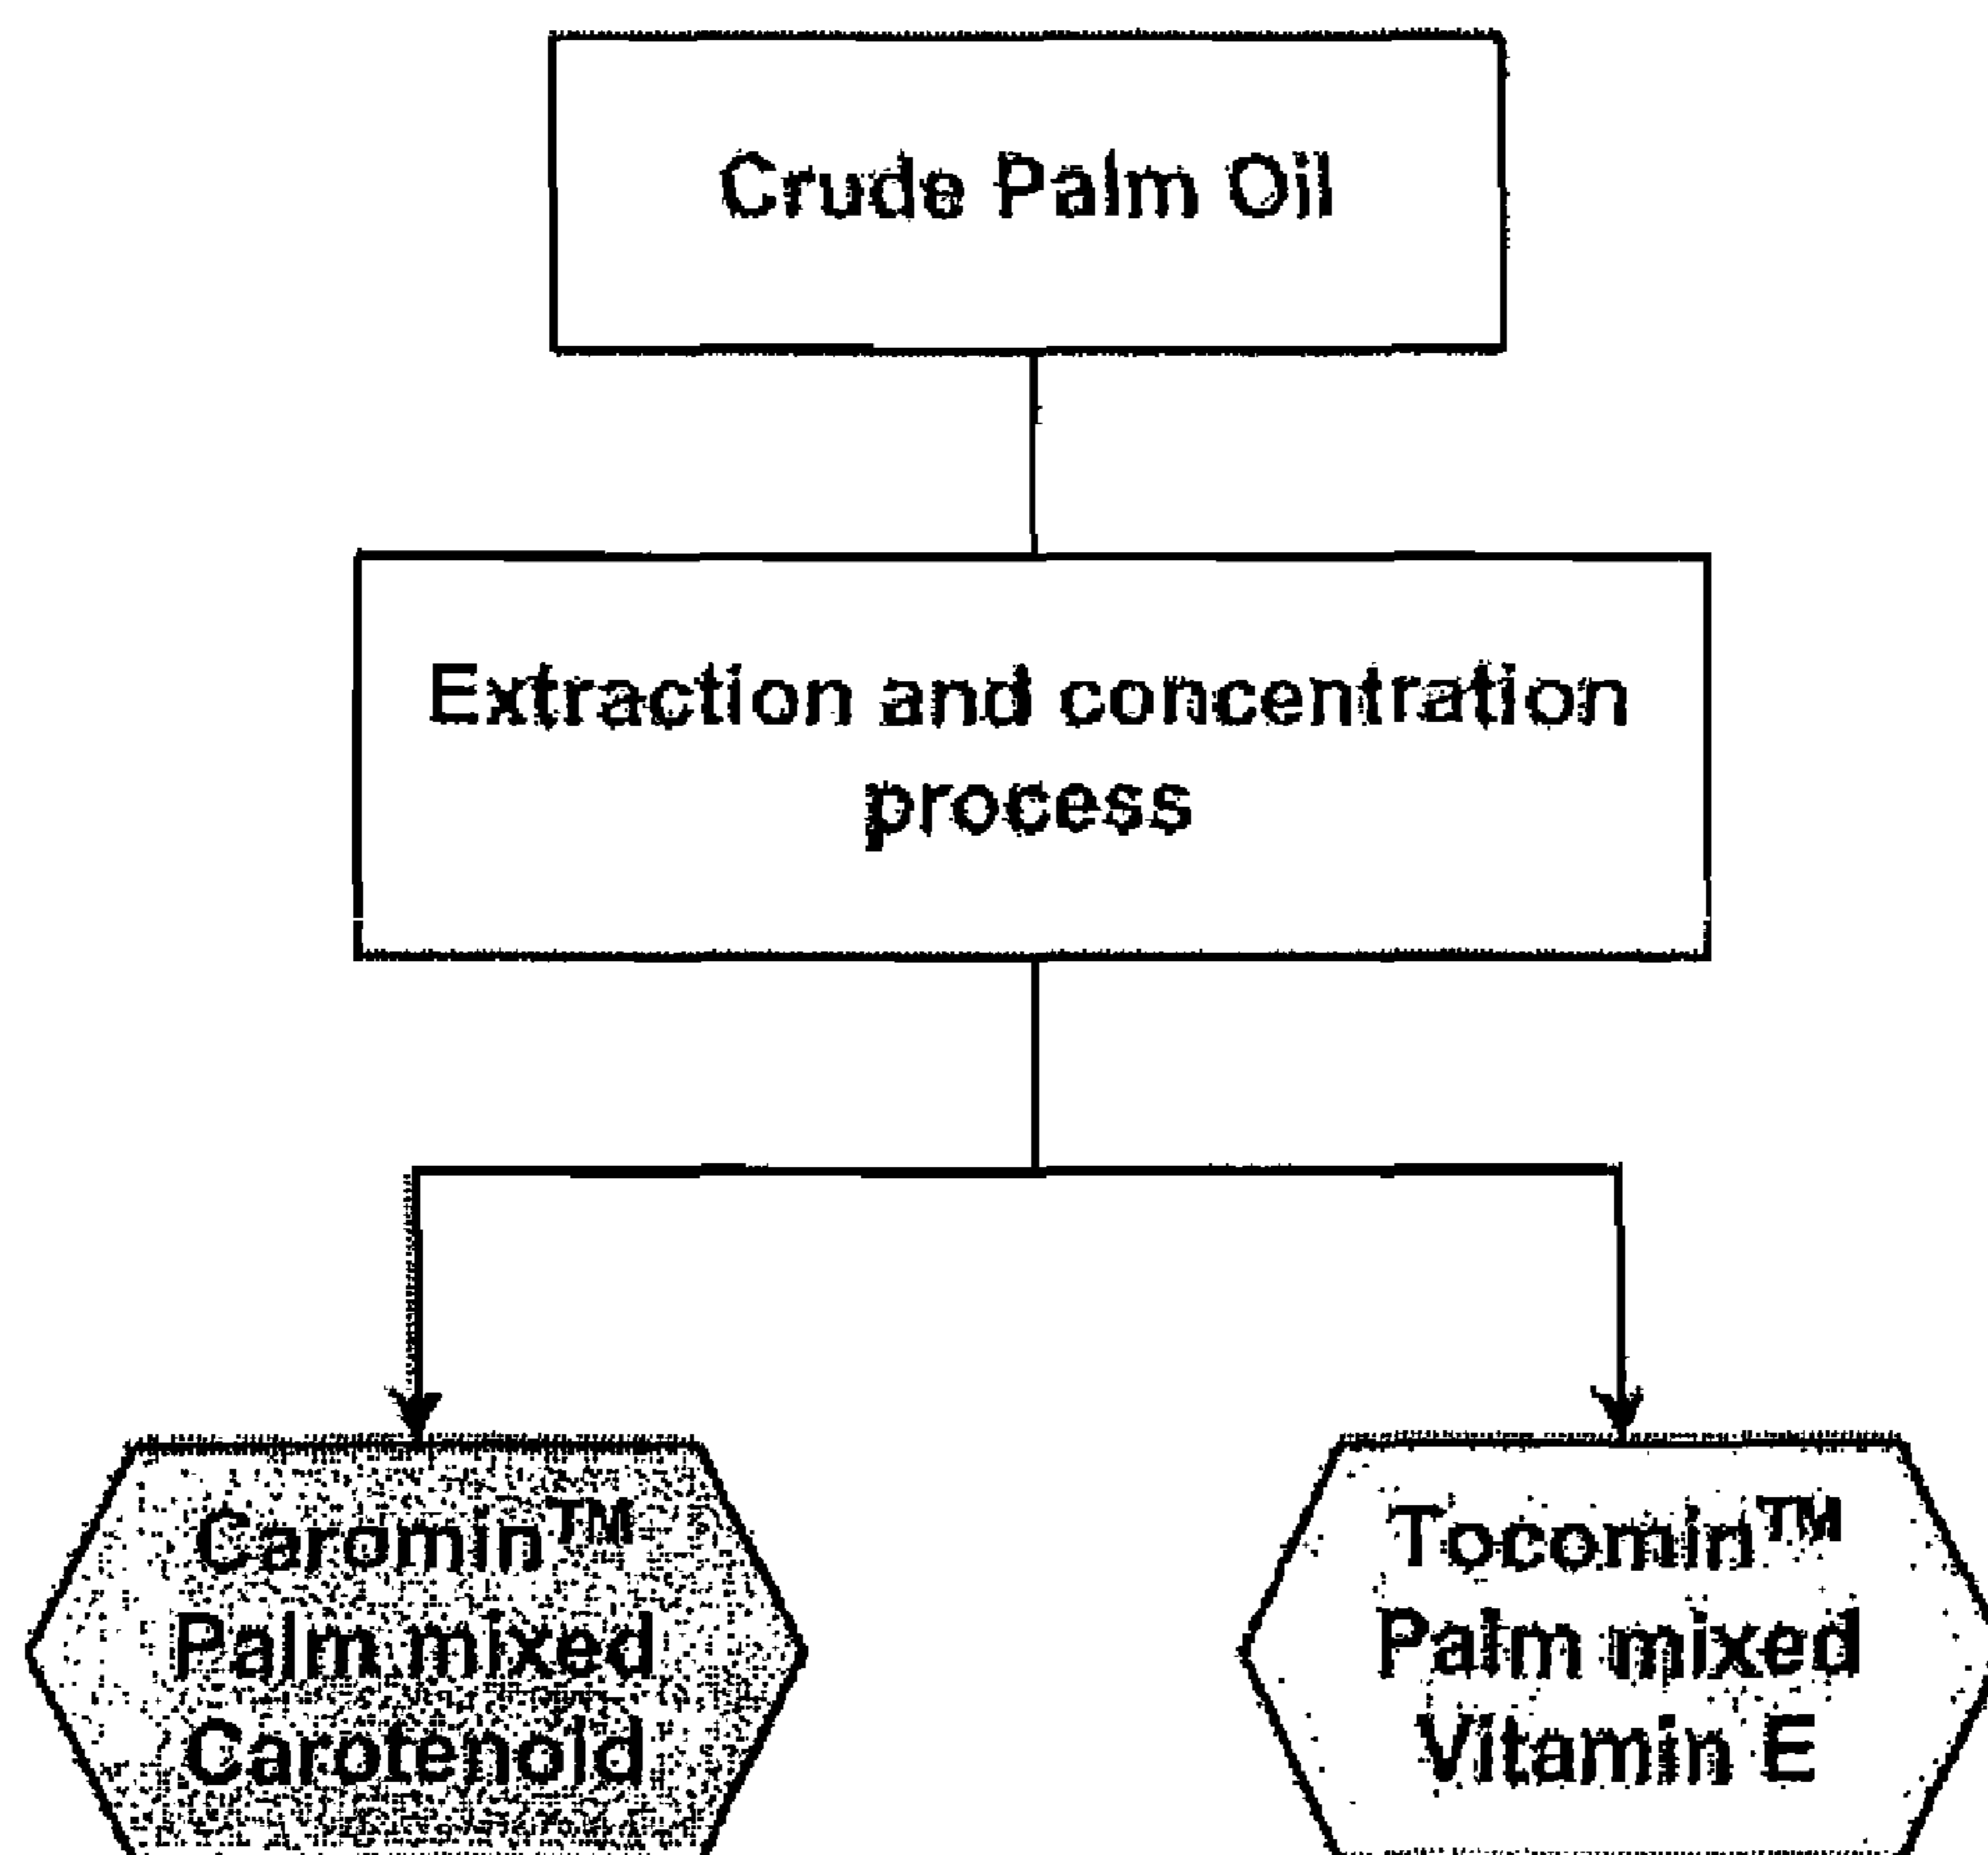 Crude Palm Oil
Extraction and concentration
process
Caromin™
Palm mixed
Carotenoid
Tocomin™
Palm mixed
Vitamin E